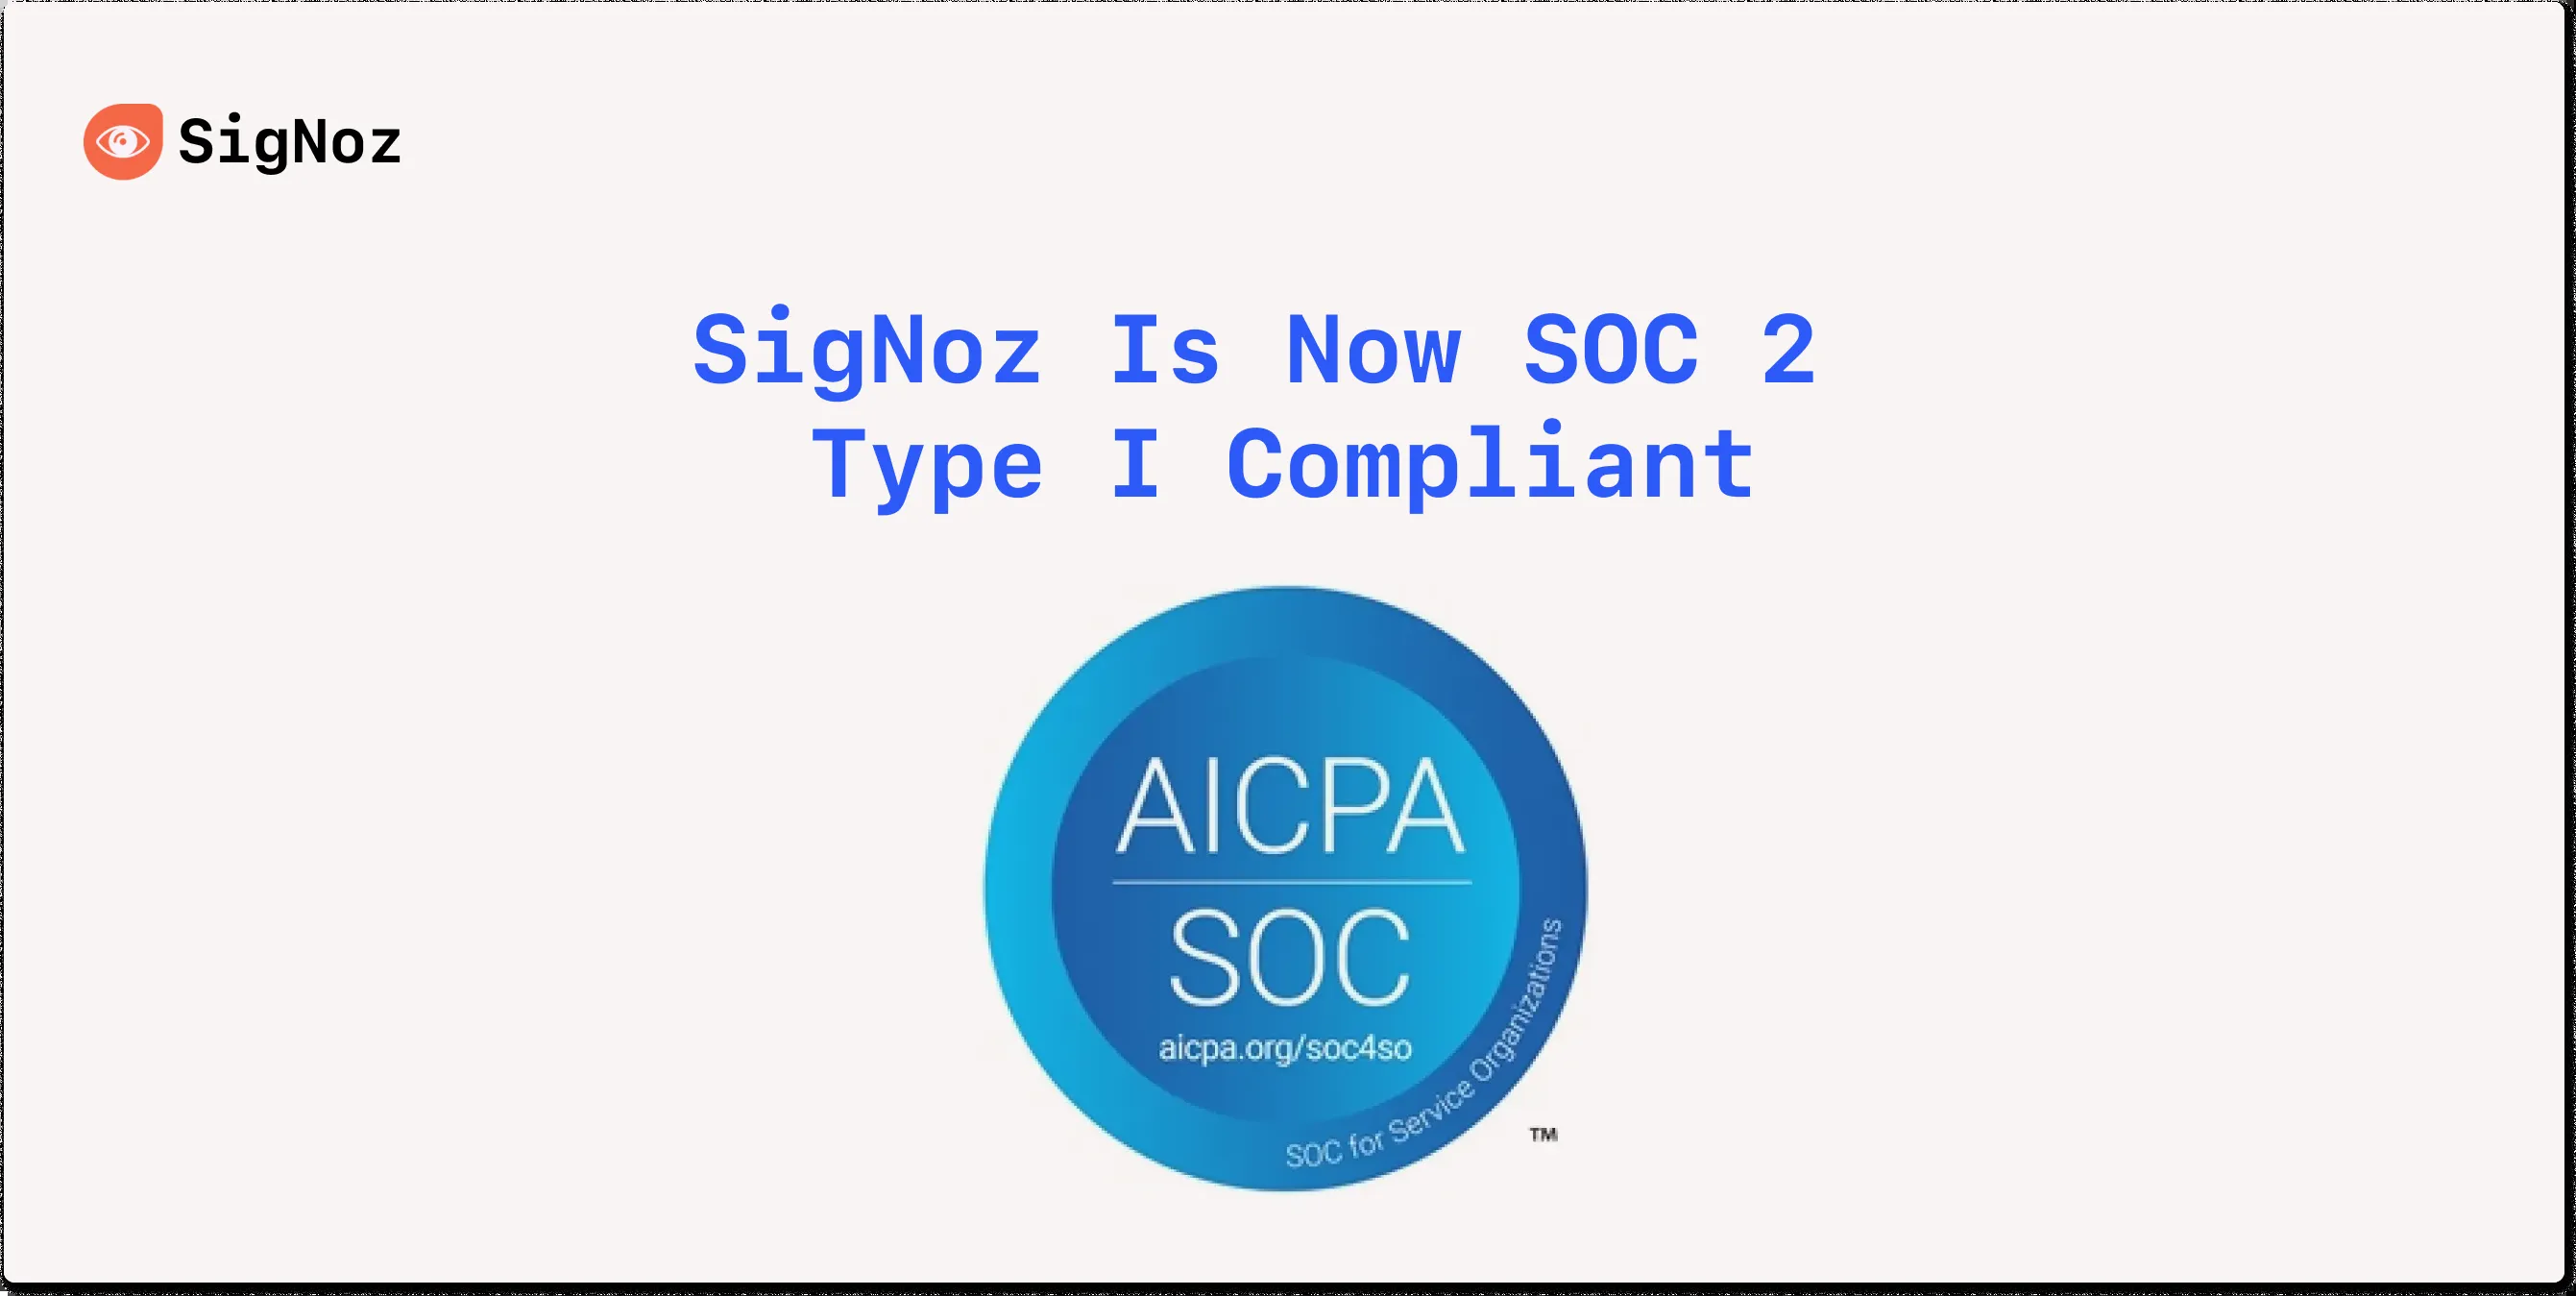 SigNoz
SigNoz Is Now SOC 2
Type I Compliant
AICPA
SOC
aicpa.org/soc4so
SOC for Service Organizations
TM